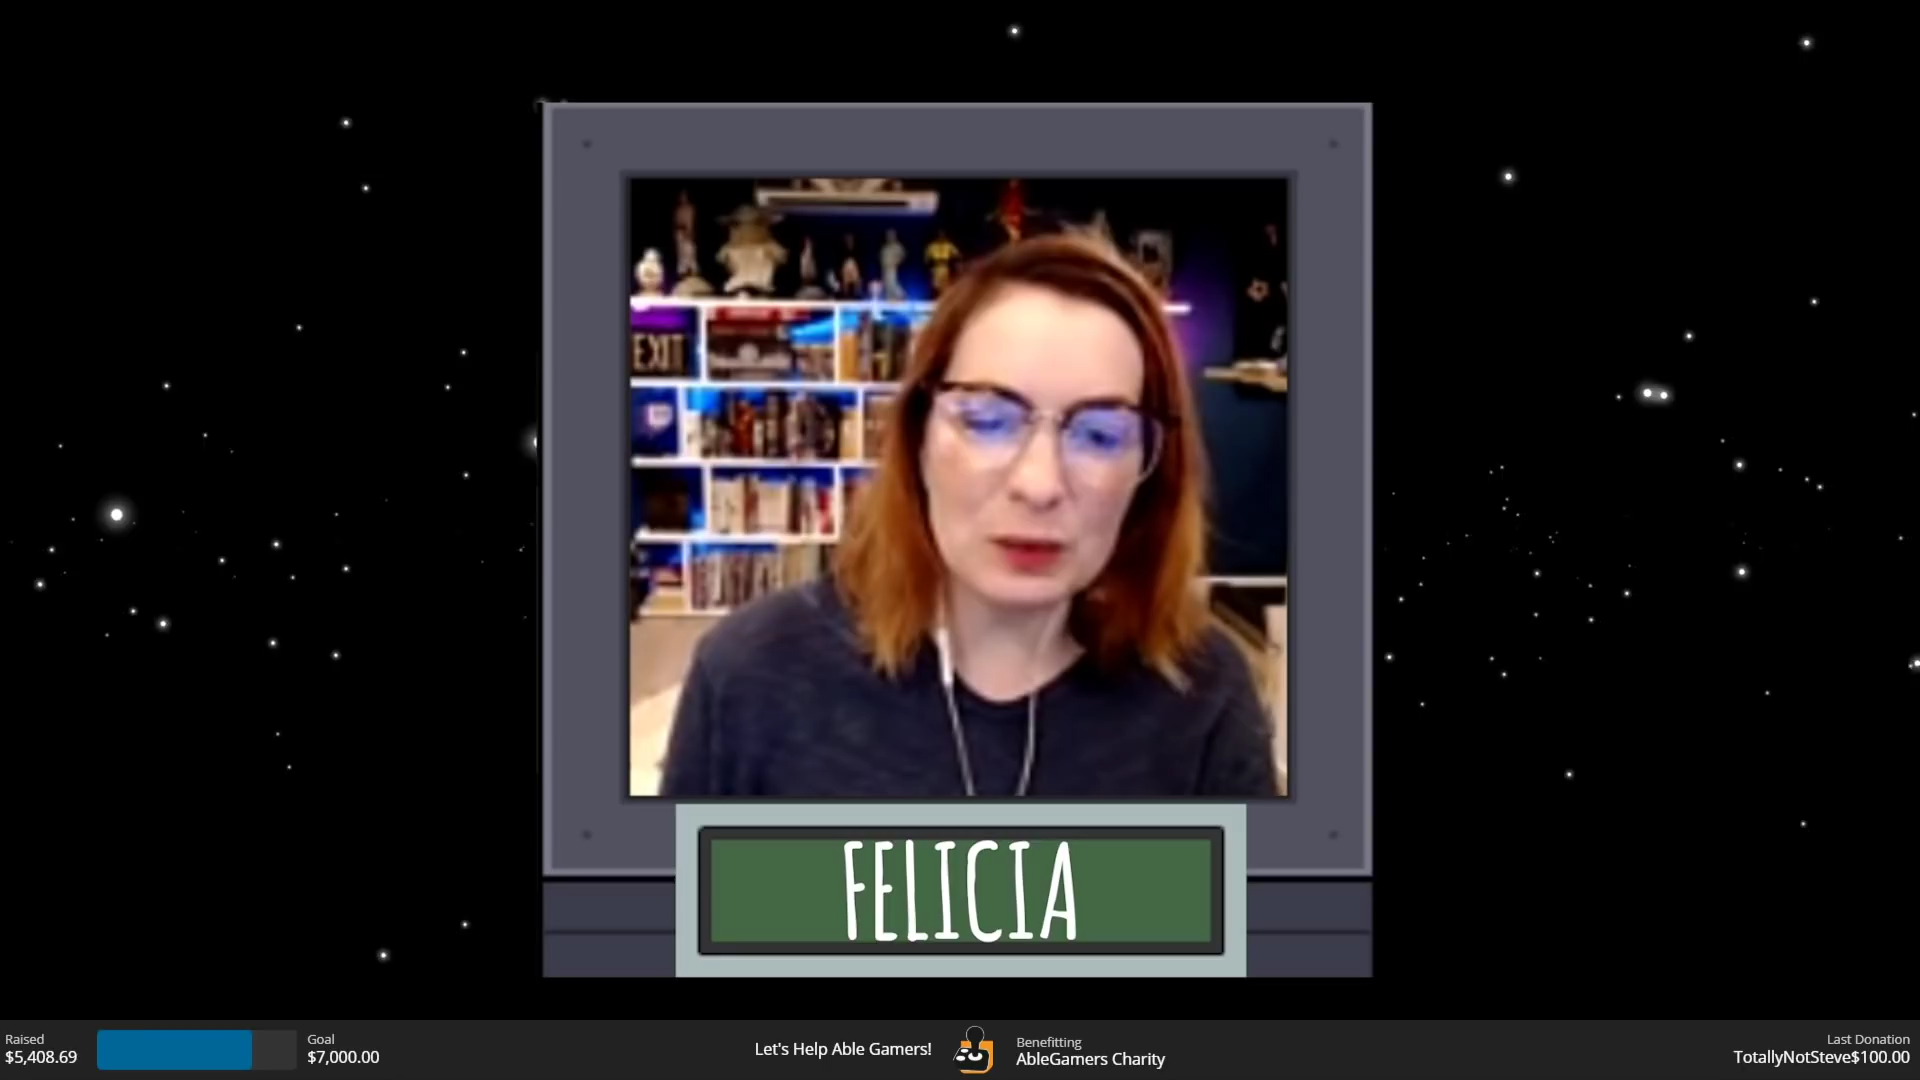 EXIT
FELICIA
Raised
$5,408.69
Goal
$7,000.00
Let's Help Able Gamers!
Benefitting
AbleGamers Charity
Last Donation
TotallyNotSteve$100.00